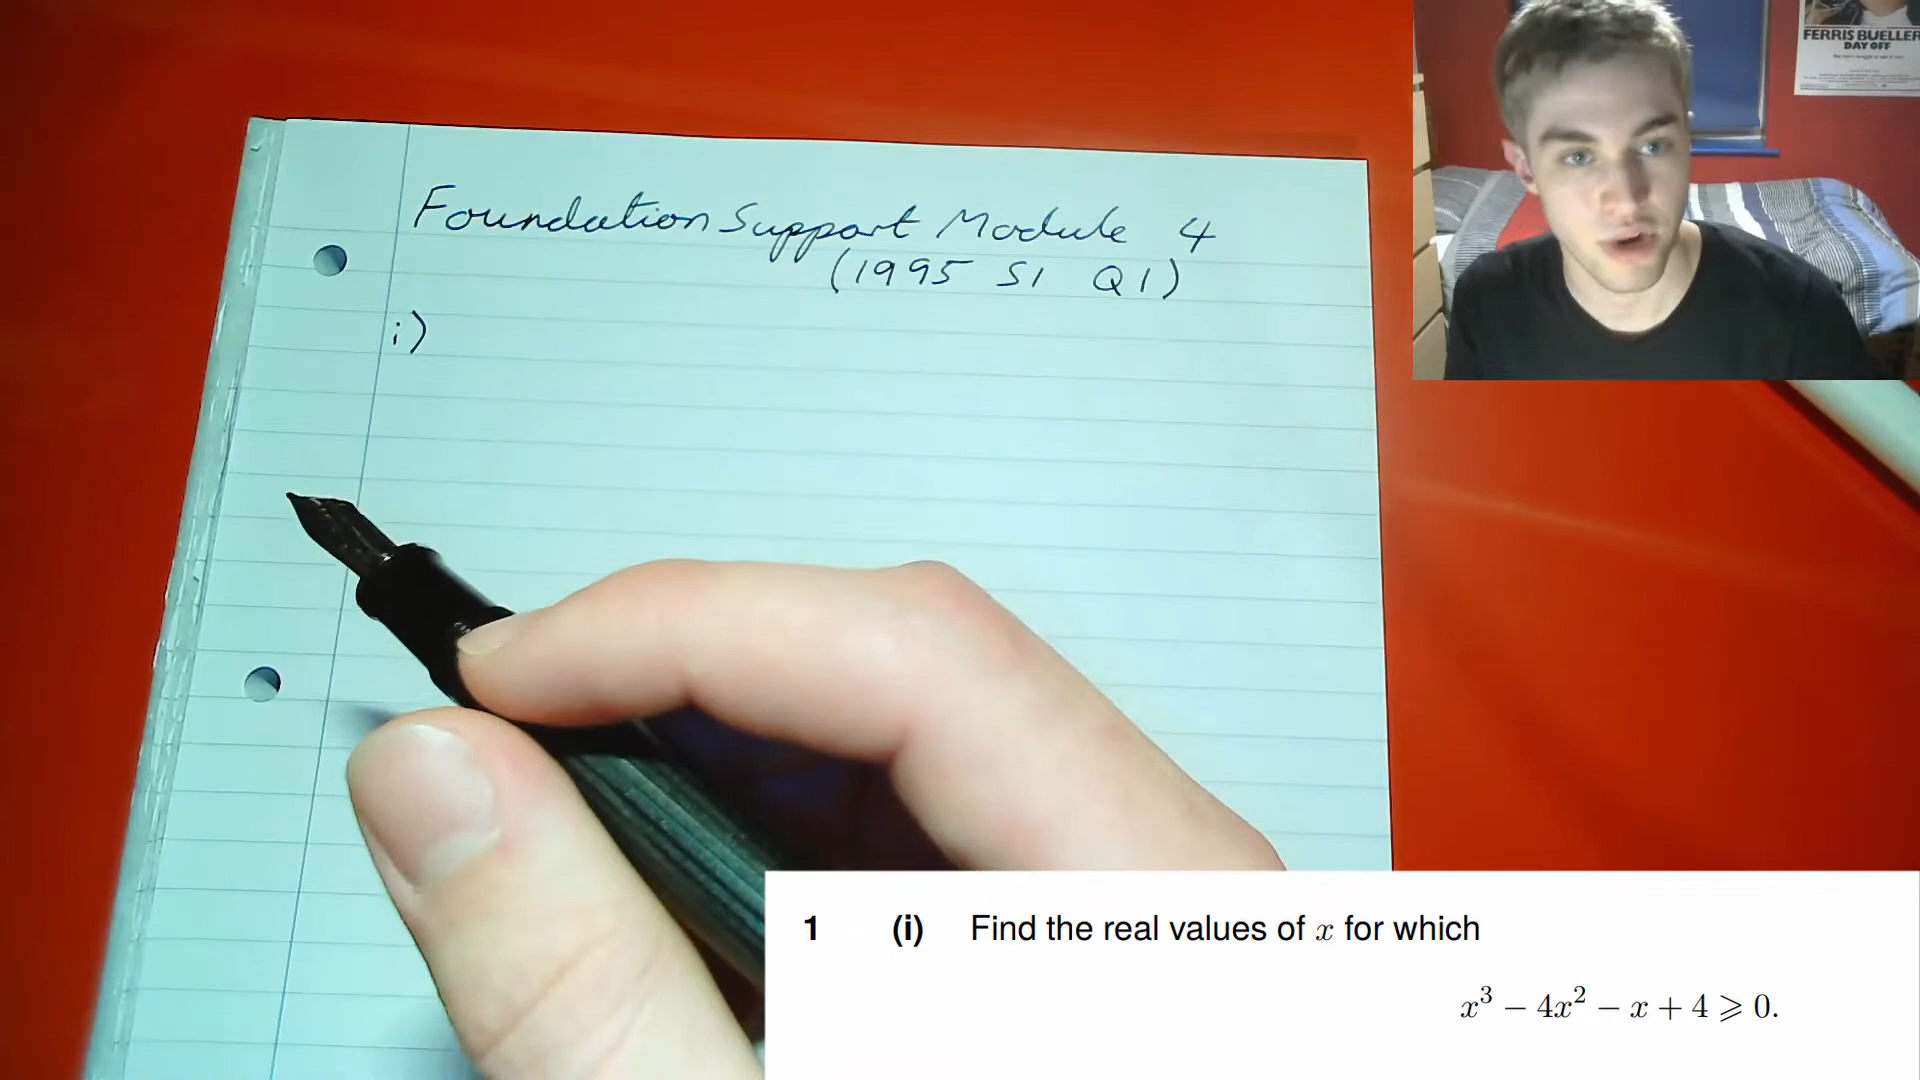 FERRIS BUELLER
DAY OFF
Foundation Support Module 4
(1995 S1 Q1)
i)
1 (i) Find the real values of x for which
x³ − 4x² − x + 4 ⩾ 0.